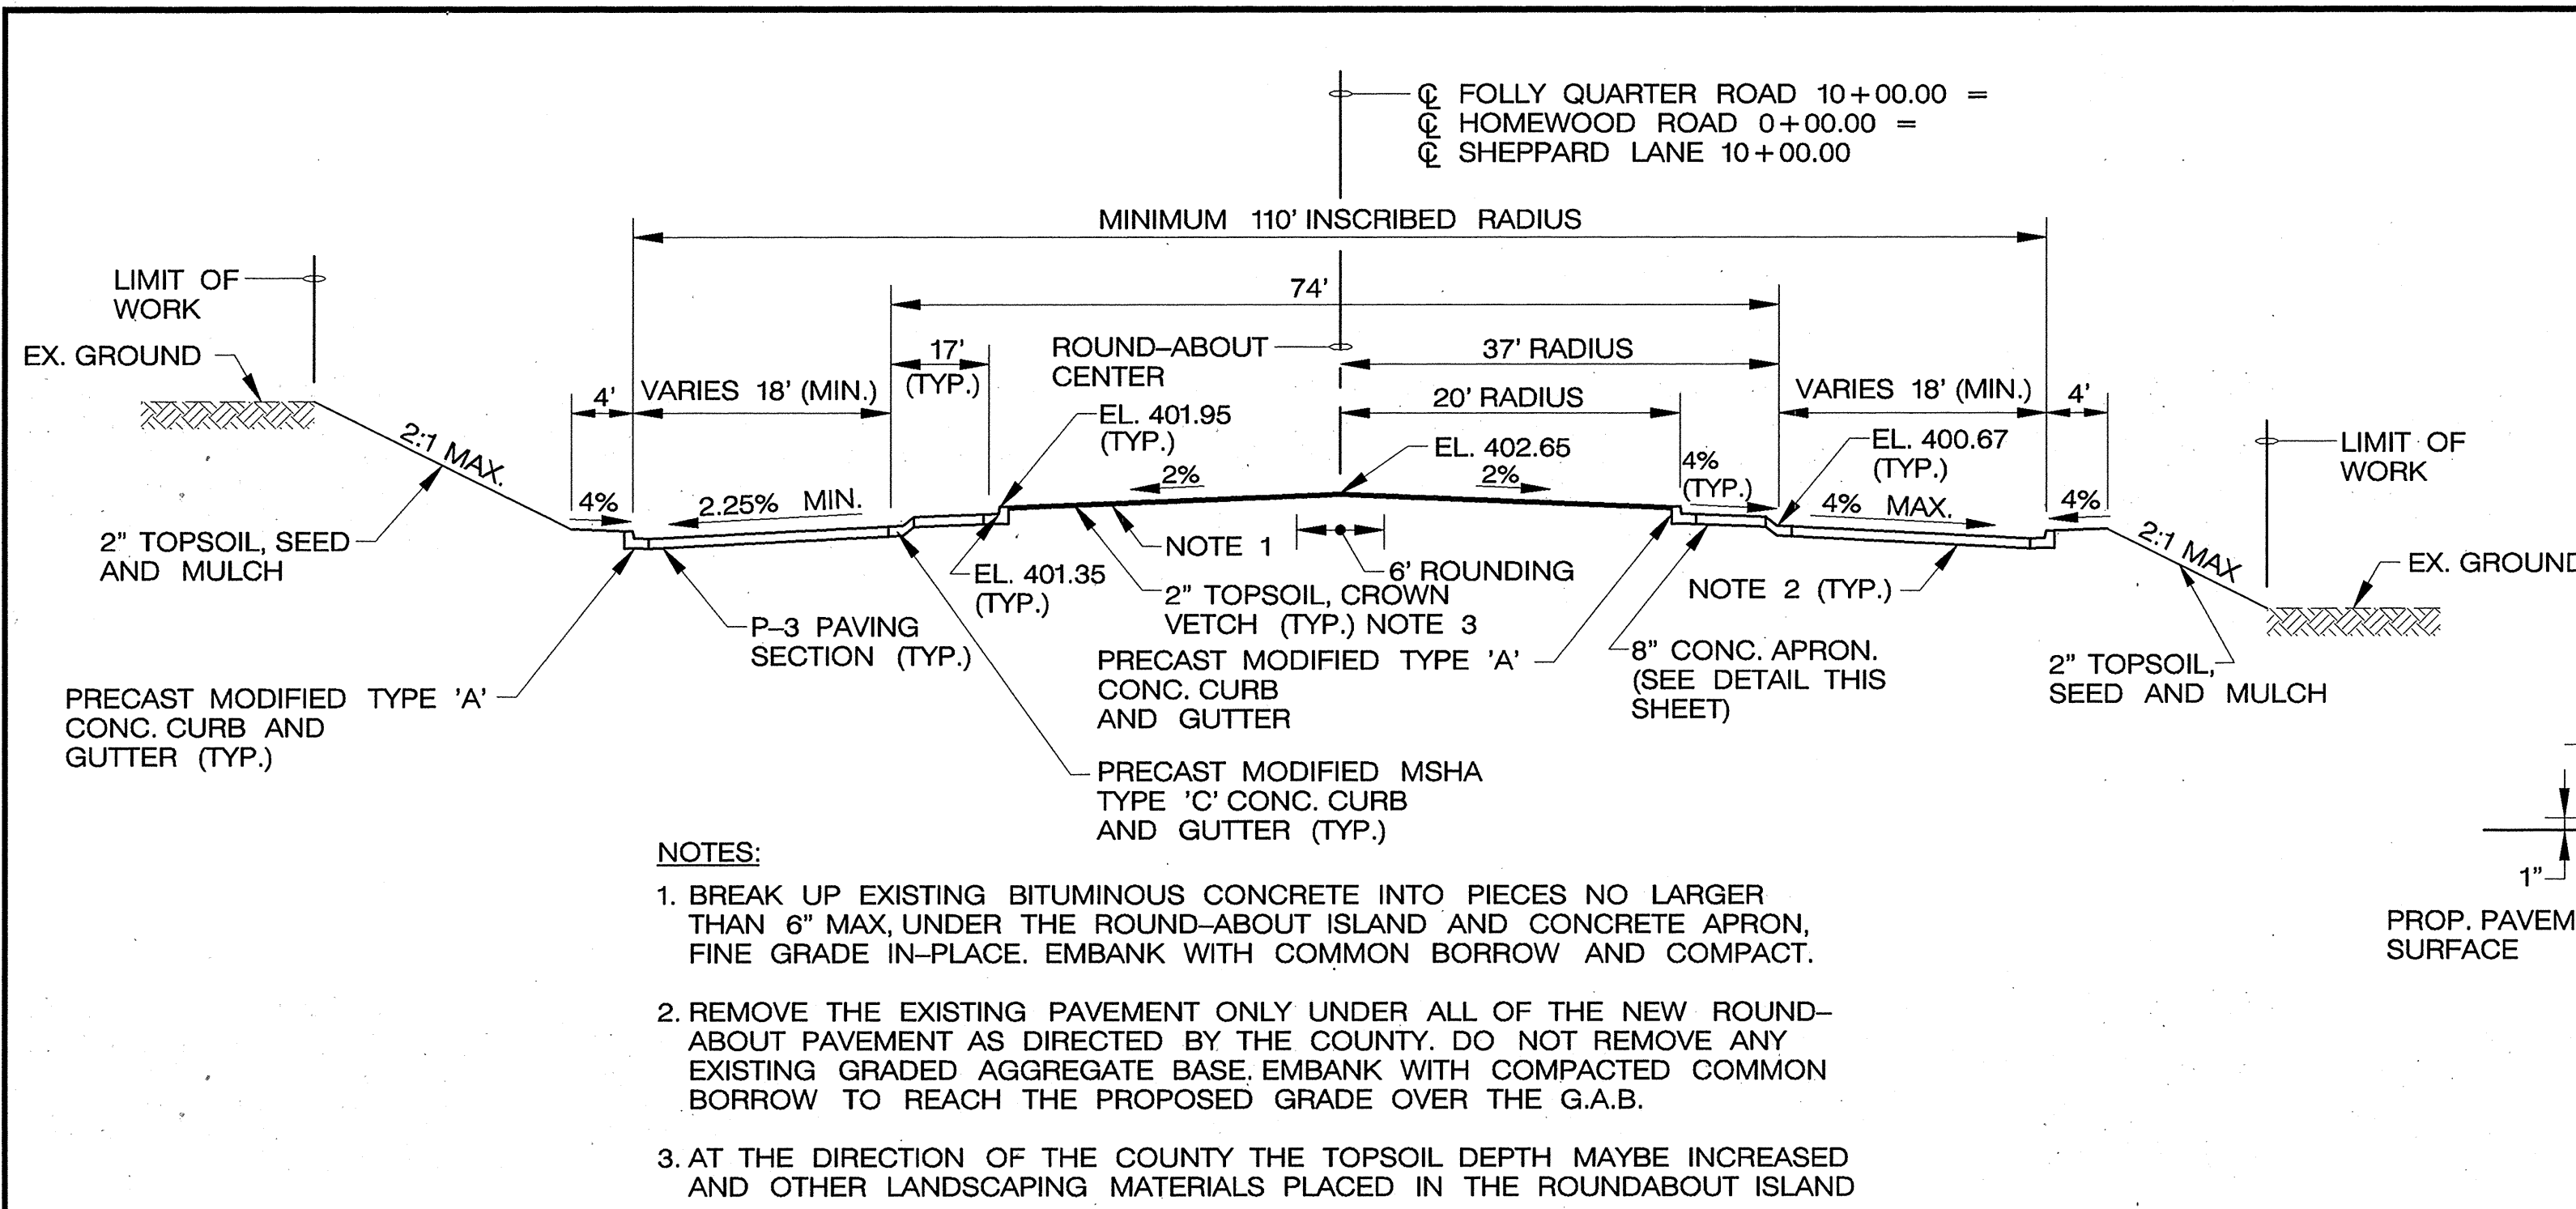 ℄ FOLLY QUARTER ROAD 10+00.00 =
℄ HOMEWOOD ROAD 0+00.00 =
℄ SHEPPARD LANE 10+00.00
MINIMUM 110' INSCRIBED RADIUS
LIMIT OF
WORK
74'
EX. GROUND
17'
(TYP.)
ROUND-ABOUT
CENTER
37' RADIUS
4'
VARIES 18' (MIN.)
20' RADIUS
VARIES 18' (MIN.)
4'
EL. 401.95
(TYP.)
EL. 402.65
EL. 400.67
(TYP.)
LIMIT OF
WORK
2:1 MAX.
4%
2.25% MIN.
2%
2%
4%
(TYP.)
4% MAX.
4%
2:1 MAX
2" TOPSOIL, SEED
AND MULCH
NOTE 1
6' ROUNDING
EL. 401.35
(TYP.)
2" TOPSOIL, CROWN
VETCH (TYP.) NOTE 3
NOTE 2 (TYP.)
EX. GROUND
P-3 PAVING
SECTION (TYP.)
PRECAST MODIFIED TYPE 'A'
CONC. CURB
AND GUTTER
8" CONC. APRON.
(SEE DETAIL THIS
SHEET)
2" TOPSOIL,
SEED AND MULCH
PRECAST MODIFIED TYPE 'A'
CONC. CURB AND
GUTTER (TYP.)
PRECAST MODIFIED MSHA
TYPE 'C' CONC. CURB
AND GUTTER (TYP.)
1"
PROP. PAVEM
SURFACE
NOTES:
1. BREAK UP EXISTING BITUMINOUS CONCRETE INTO PIECES NO LARGER
THAN 6" MAX, UNDER THE ROUND-ABOUT ISLAND AND CONCRETE APRON,
FINE GRADE IN-PLACE. EMBANK WITH COMMON BORROW AND COMPACT.
2. REMOVE THE EXISTING PAVEMENT ONLY UNDER ALL OF THE NEW ROUND-
ABOUT PAVEMENT AS DIRECTED BY THE COUNTY. DO NOT REMOVE ANY
EXISTING GRADED AGGREGATE BASE. EMBANK WITH COMPACTED COMMON
BORROW TO REACH THE PROPOSED GRADE OVER THE G.A.B.
3. AT THE DIRECTION OF THE COUNTY THE TOPSOIL DEPTH MAYBE INCREASED
AND OTHER LANDSCAPING MATERIALS PLACED IN THE ROUNDABOUT ISLAND